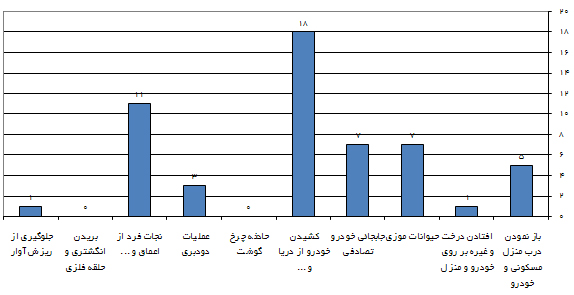 ۲۰
۱۸
۱۶
۱۴
۱۲
۱۰
۸
۶
۴
۲
۰
۵
۱
۷
۷
۱۸
۰
۳
۱۱
۰
۱
باز نمودن
درب منزل
مسکونی و
خودرو
افتادن درخت
و غیره بر روی
خودرو و منزل
حیوانات موزی
جابجائی خودرو
تصادفی
کشیدن
خودرو از دریا
و ...
حادثه چرخ
گوشت
عملیات
دودبری
نجات فرد از
اعماق و ...
بریدن
انگشتری و
حلقه فلزی
جلوگیری از
ریزش آوار